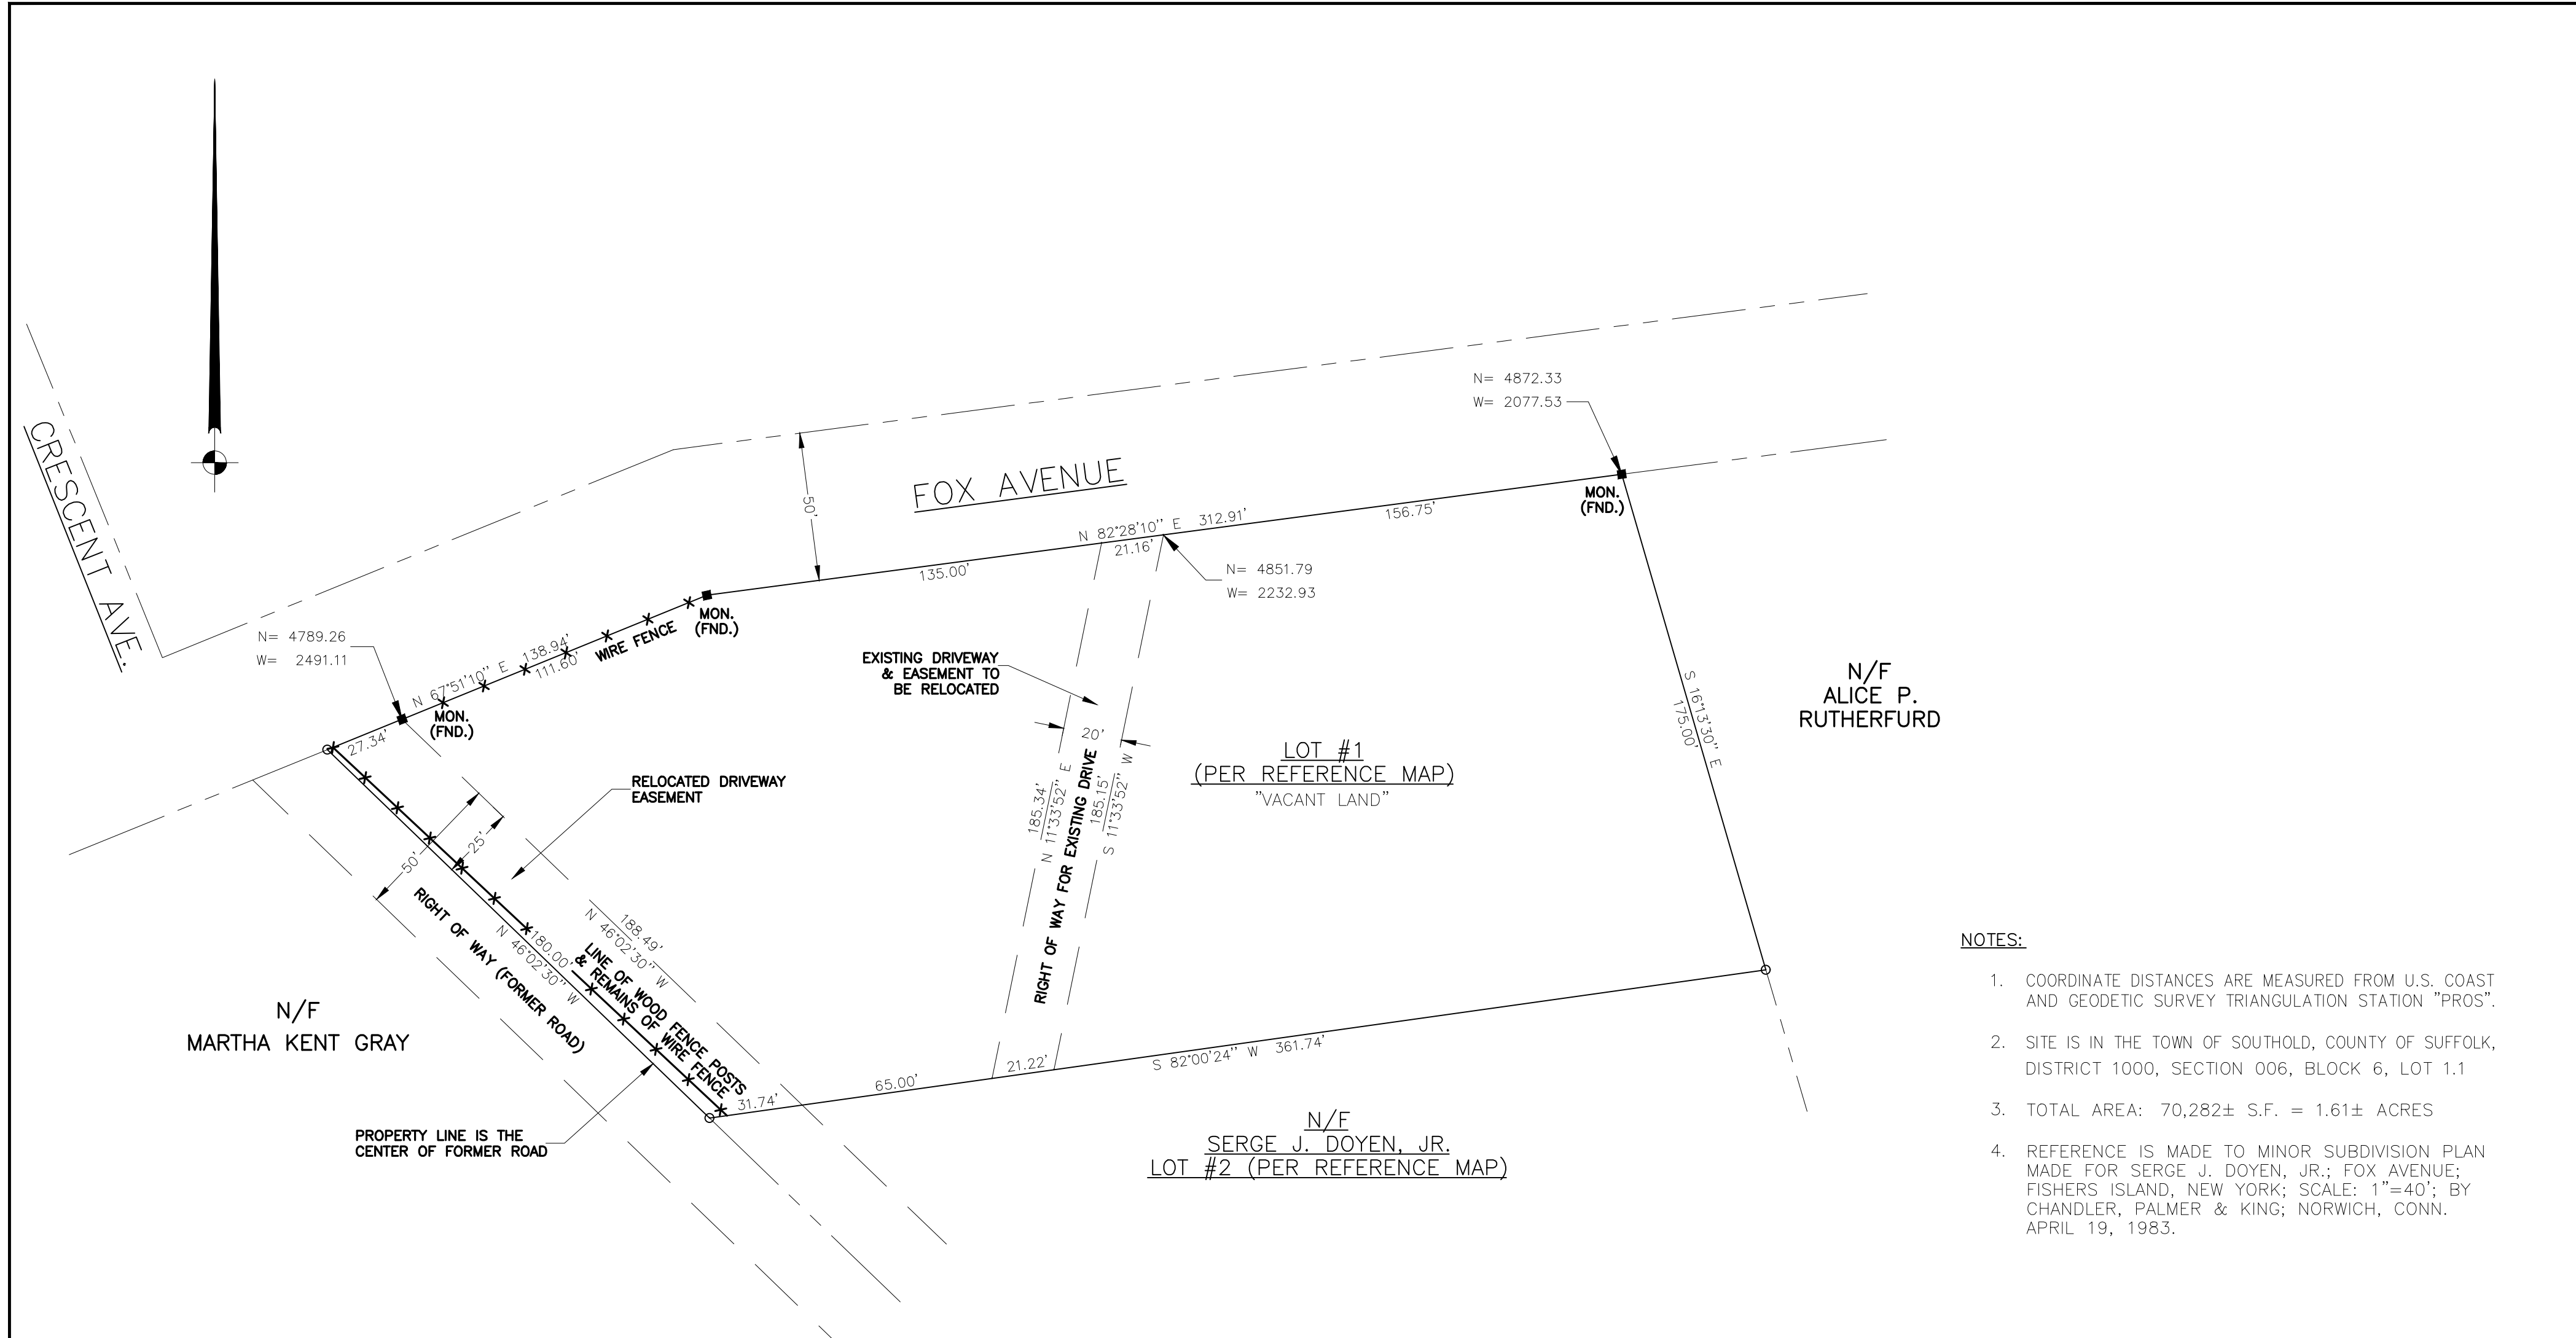 CRESCENT AVE.
FOX AVENUE
50'
N= 4872.33
W= 2077.53
MON.
(FND.)
N 82°28'10" E 312.91'
156.75'
21.16'
135.00'
N= 4851.79
W= 2232.93
N= 4789.26
W= 2491.11
N 67°51'10" E 138.94'
111.60'
WIRE FENCE
MON.
(FND.)
MON.
(FND.)
27.34'
EXISTING DRIVEWAY
& EASEMENT TO
BE RELOCATED
RELOCATED DRIVEWAY
EASEMENT
20'
185.34'
N 11°33'52" E
RIGHT OF WAY FOR EXISTING DRIVE
185.15'
S 11°33'52" W
LOT #1
(PER REFERENCE MAP)
"VACANT LAND"
S 16°13'30" E
175.00'
N/F
ALICE P.
RUTHERFURD
50'
25'
RIGHT OF WAY (FORMER ROAD)
180.00'
N 46°02'30" W
188.49'
N 46°02'30" W
LINE OF WOOD FENCE POSTS
& REMAINS OF WIRE FENCE
N/F
MARTHA KENT GRAY
31.74'
65.00'
21.22'
S 82°00'24" W 361.74'
PROPERTY LINE IS THE
CENTER OF FORMER ROAD
N/F
SERGE J. DOYEN, JR.
LOT #2 (PER REFERENCE MAP)
NOTES:
1. COORDINATE DISTANCES ARE MEASURED FROM U.S. COAST
AND GEODETIC SURVEY TRIANGULATION STATION "PROS".
2. SITE IS IN THE TOWN OF SOUTHOLD, COUNTY OF SUFFOLK,
DISTRICT 1000, SECTION 006, BLOCK 6, LOT 1.1
3. TOTAL AREA: 70,282± S.F. = 1.61± ACRES
4. REFERENCE IS MADE TO MINOR SUBDIVISION PLAN
MADE FOR SERGE J. DOYEN, JR.; FOX AVENUE;
FISHERS ISLAND, NEW YORK; SCALE: 1"=40'; BY
CHANDLER, PALMER & KING; NORWICH, CONN.
APRIL 19, 1983.